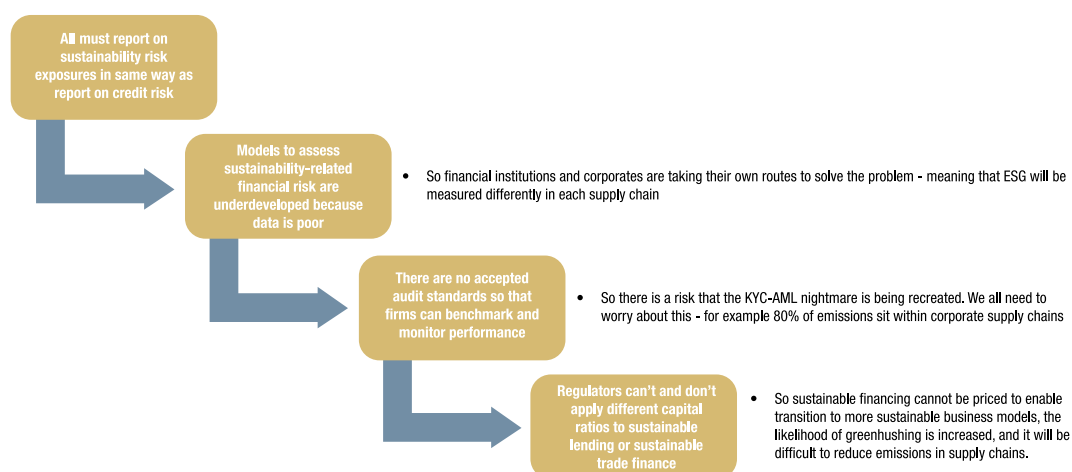 All must report on
sustainability risk
exposures in same way as
report on credit risk
Models to assess
sustainability-related
financial risk are
underdeveloped because
data is poor
• So financial institutions and corporates are taking their own routes to solve the problem - meaning that ESG will be
measured differently in each supply chain
There are no accepted
audit standards so that
firms can benchmark and
monitor performance
• So there is a risk that the KYC-AML nightmare is being recreated. We all need to
worry about this - for example 80% of emissions sit within corporate supply chains
Regulators can't and don't
apply different capital
ratios to sustainable
lending or sustainable
trade finance
• So sustainable financing cannot be priced to enable
transition to more sustainable business models, the
likelihood of greenhushing is increased, and it will be
difficult to reduce emissions in supply chains.